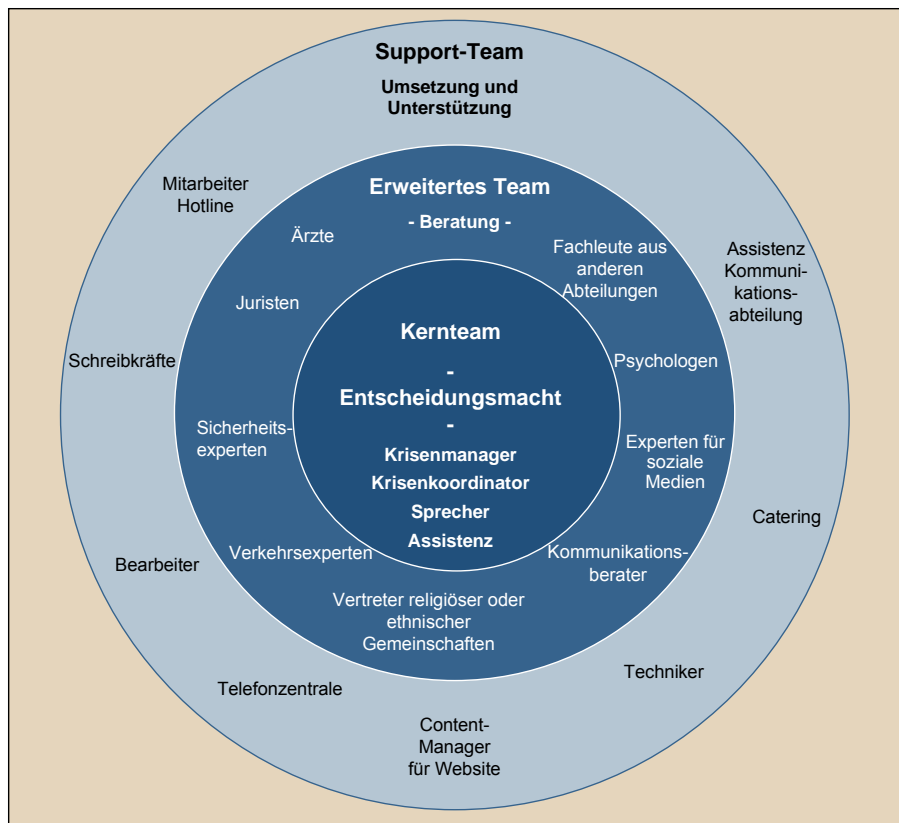 Support-Team
Umsetzung und
Unterstützung
Mitarbeiter
Hotline
Erweitertes Team
- Beratung -
Ärzte
Fachleute aus
anderen
Abteilungen
Assistenz
Kommuni-
kations-
abteilung
Juristen
Kernteam
-
Entscheidungsmacht
-
Krisenmanager
Krisenkoordinator
Sprecher
Assistenz
Schreibkräfte
Psychologen
Sicherheits-
experten
Experten für
soziale
Medien
Catering
Verkehrsexperten
Kommunikations-
berater
Bearbeiter
Vertreter religiöser oder
ethnischer
Gemeinschaften
Techniker
Telefonzentrale
Content-
Manager
für Website